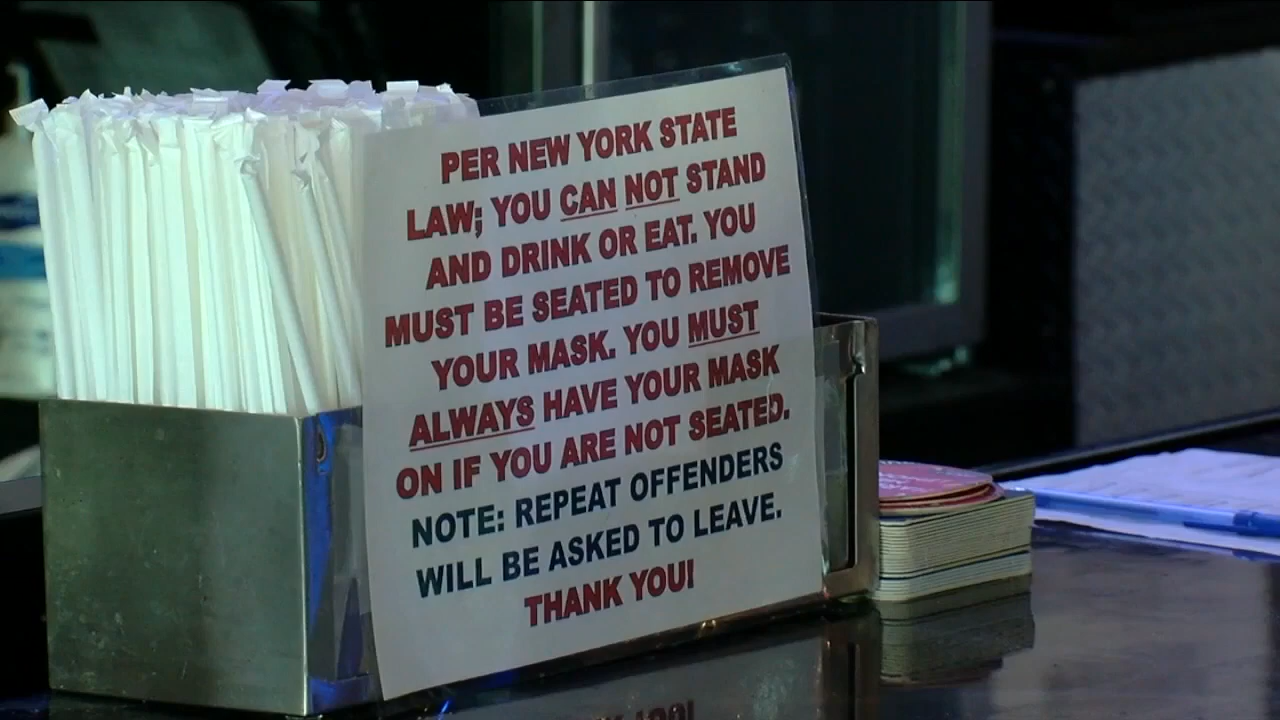 PER NEW YORK STATE
LAW; YOU CAN NOT STAND
AND DRINK OR EAT. YOU
MUST BE SEATED TO REMOVE
YOUR MASK. YOU MUST
ALWAYS HAVE YOUR MASK
ON IF YOU ARE NOT SEATED.
NOTE: REPEAT OFFENDERS
WILL BE ASKED TO LEAVE.
THANK YOU!